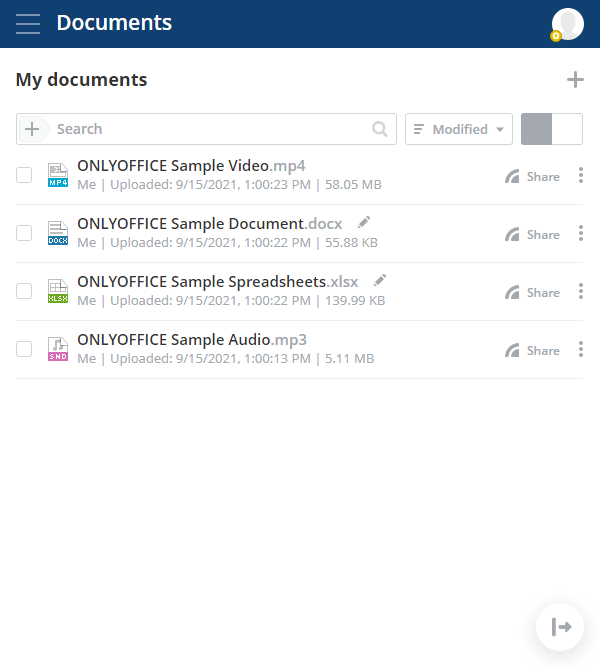 Documents
My documents
Search
Modified
ONLYOFFICE Sample Video.mp4
MP4
Me | Uploaded: 9/15/2021, 1:00:23 PM | 58.05 MB
Share
ONLYOFFICE Sample Document.docx
DOCX
Me | Uploaded: 9/15/2021, 1:00:22 PM | 55.88 KB
Share
ONLYOFFICE Sample Spreadsheets.xlsx
XLSX
Me | Uploaded: 9/15/2021, 1:00:22 PM | 139.99 KB
Share
ONLYOFFICE Sample Audio.mp3
SND
Me | Uploaded: 9/15/2021, 1:00:13 PM | 5.11 MB
Share